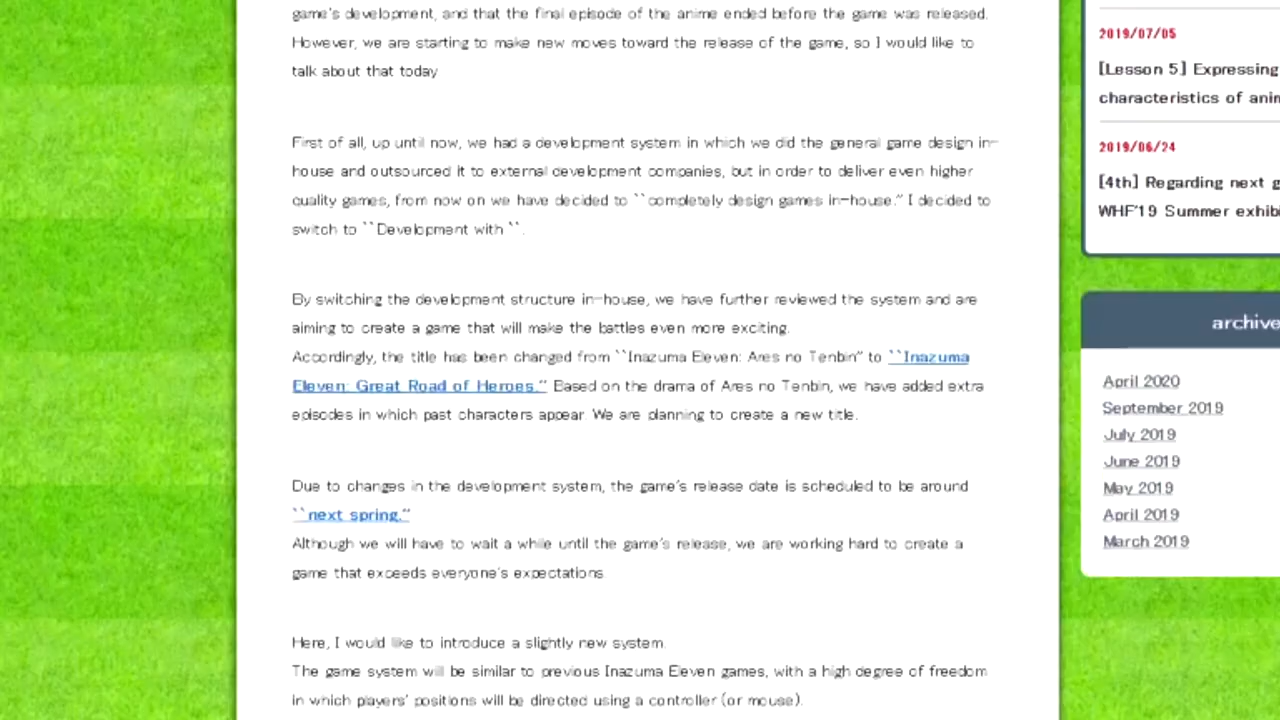 game's development, and that the final episode of the anime ended before the game was released.
However, we are starting to make new moves toward the release of the game, so I would like to
talk about that today
First of all, up until now, we had a development system in which we did the general game design in-
house and outsourced it to external development companies, but in order to deliver even higher
quality games, from now on we have decided to ``completely design games in-house.” I decided to
switch to ``Development with ``.
By switching the development structure in-house, we have further reviewed the system and are
aiming to create a game that will make the battles even more exciting.
Accordingly, the title has been changed from ``Inazuma Eleven: Ares no Tenbin” to ``Inazuma
Eleven: Great Road of Heroes.” Based on the drama of Ares no Tenbin, we have added extra
episodes in which past characters appear. We are planning to create a new title.
Due to changes in the development system, the game's release date is scheduled to be around
``next spring.”
Although we will have to wait a while until the game's release, we are working hard to create a
game that exceeds everyone's expectations.
Here, I would like to introduce a slightly new system.
The game system will be similar to previous Inazuma Eleven games, with a high degree of freedom
in which players' positions will be directed using a controller (or mouse).
2019/07/05
[Lesson 5] Expressing
characteristics of anim
2019/06/24
[4th] Regarding next g
WHF'19 Summer exhibi
archive
April 2020
September 2019
July 2019
June 2019
May 2019
April 2019
March 2019